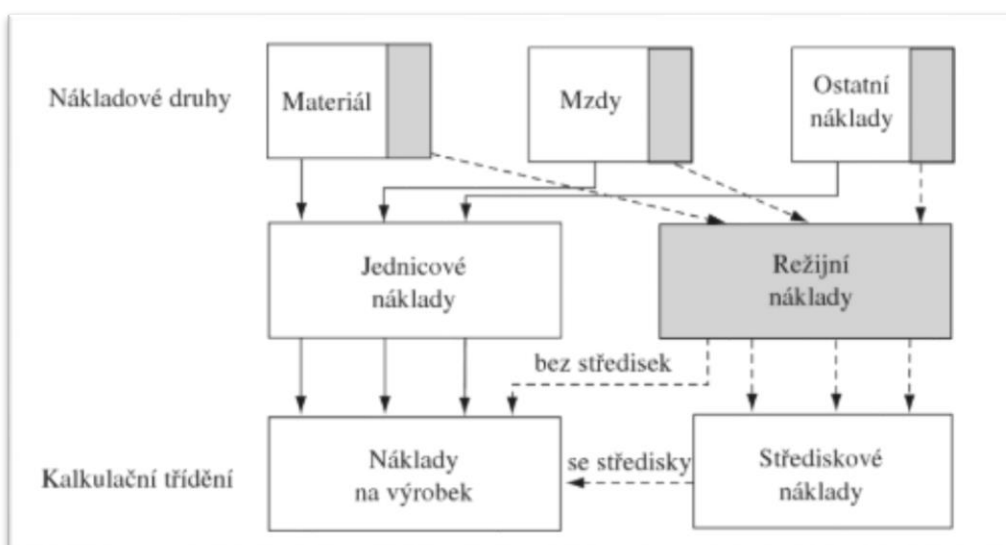 Nákladové druhy
Materiál
Mzdy
Ostatní
náklady
Jednicové
náklady
Režijní
náklady
bez středisek
Kalkulační třídění
Náklady
na výrobek
se středisky
Střediskové
náklady